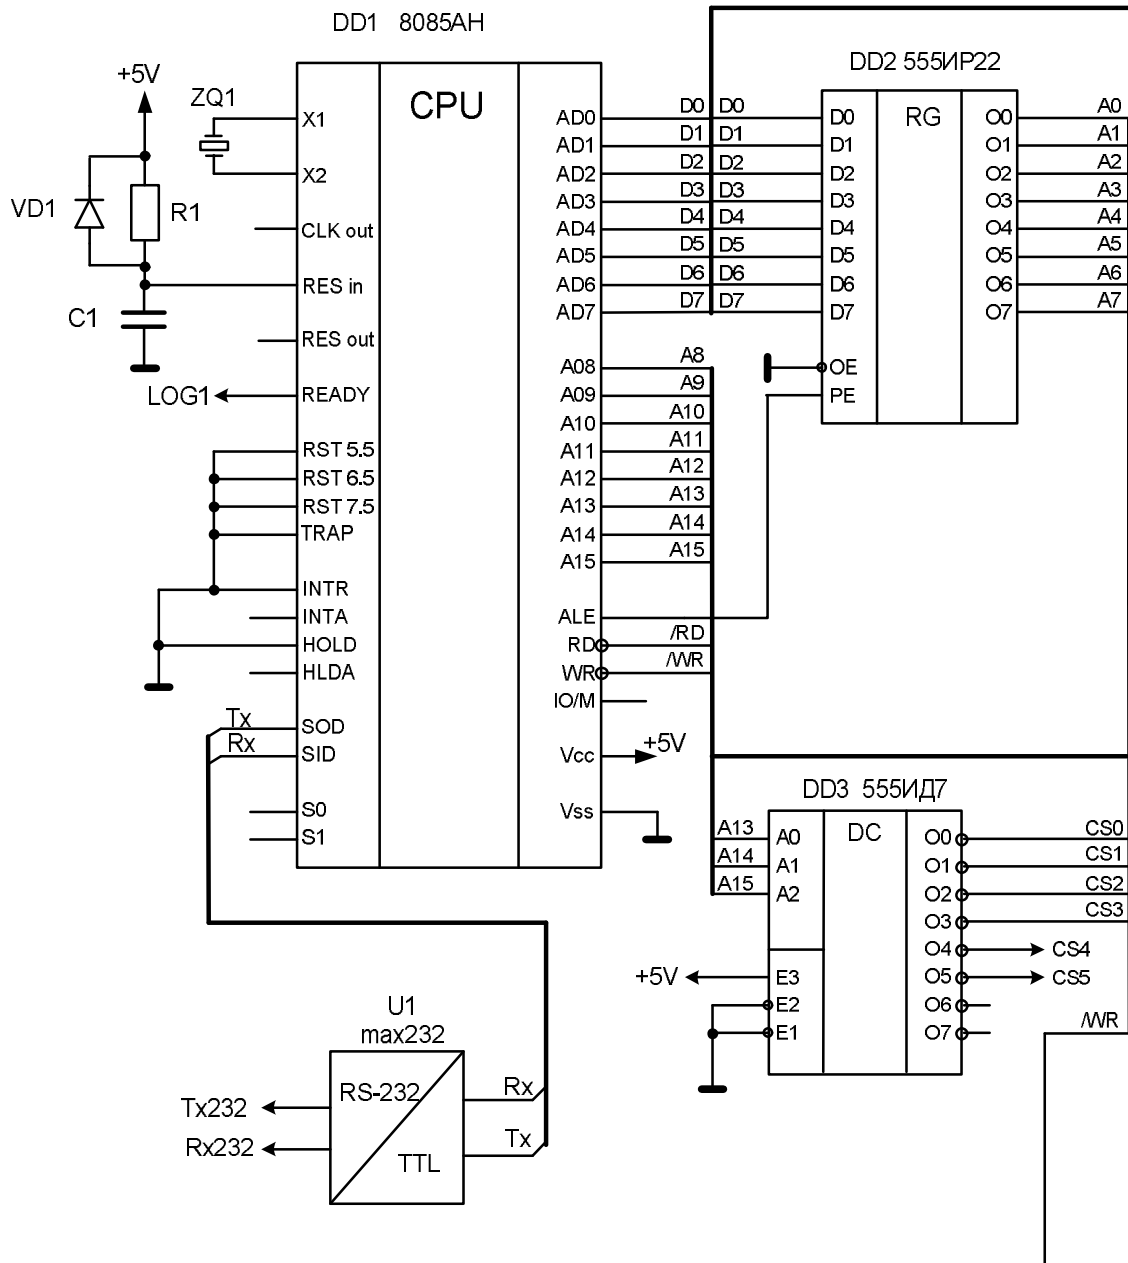 DD1 8085AH
+5V
VD1
R1
C1
ZQ1
LOG1
CPU
X1
X2
CLK out
RES in
RES out
READY
RST 5.5
RST 6.5
RST 7.5
TRAP
INTR
INTA
HOLD
HLDA
SOD
SID
S0
S1
Tx
Rx
AD0
AD1
AD2
AD3
AD4
AD5
AD6
AD7
A08
A09
A10
A11
A12
A13
A14
A15
ALE
RD
WR
IO/M
Vcc
Vss
D0 D0
D1 D1
D2 D2
D3 D3
D4 D4
D5 D5
D6 D6
D7 D7
A8
A9
A10
A11
A12
A13
A14
A15
/RD
/WR
+5V
DD2 555ИР22
RG
D0
D1
D2
D3
D4
D5
D6
D7
OE
PE
O0
O1
O2
O3
O4
O5
O6
O7
A0
A1
A2
A3
A4
A5
A6
A7
DD3 555ИД7
DC
A13
A14
A15
A0
A1
A2
+5V
E3
E2
E1
O0
O1
O2
O3
O4
O5
O6
O7
CS0
CS1
CS2
CS3
CS4
CS5
/WR
U1
max232
RS-232
TTL
Tx232
Rx232
Rx
Tx